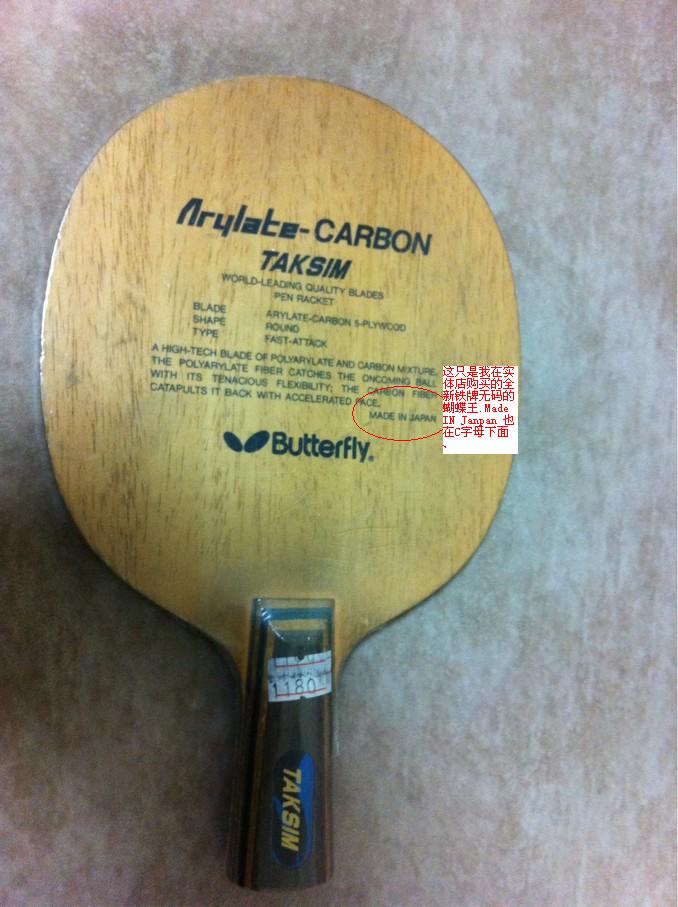 Arylate-CARBON
TAKSIM
WORLD-LEADING QUALITY BLADES
PEN RACKET
BLADE ARYLATE-CARBON 5-PLYWOOD
SHAPE ROUND
TYPE FAST-ATTACK
A HIGH-TECH BLADE OF POLYARYLATE AND CARBON MIXTURE.
THE POLYARYLATE FIBER CATCHES THE ONCOMING BALL
WITH ITS TENACIOUS FLEXIBILITY; THE CARBON FIBER
CATAPULTS IT BACK WITH ACCELERATED PACE.
MADE IN JAPAN
这只是我在实
体店购买的全
新铁牌无码的
蝴蝶王.Made
IN Janpan 也
在C字母下面
、
Butterfly
1180
TAKSIM